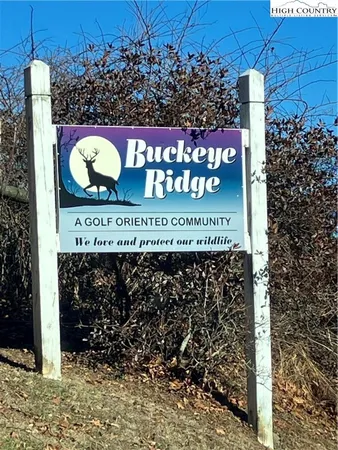 HIGH COUNTRY
Buckeye
Ridge
A GOLF ORIENTED COMMUNITY
We love and protect our wildlife